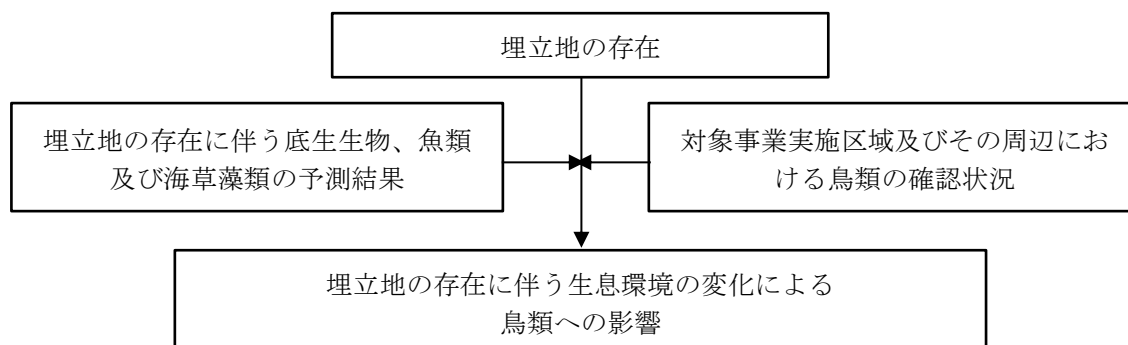 埋立地の存在
埋立地の存在に伴う底生生物、魚類
及び海草藻類の予測結果
対象事業実施区域及びその周辺にお
ける鳥類の確認状況
埋立地の存在に伴う生息環境の変化による
鳥類への影響